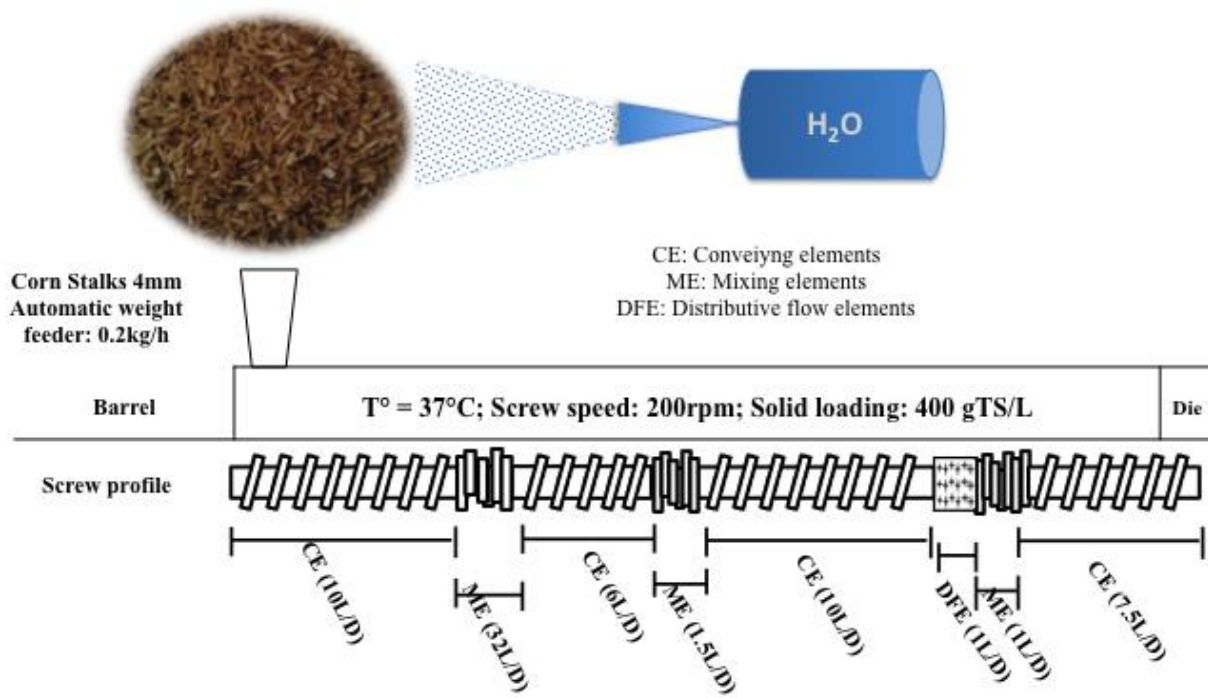 H₂O
CE: Conveiyng elements
ME: Mixing elements
DFE: Distributive flow elements
Corn Stalks 4mm
Automatic weight
feeder: 0.2kg/h
Barrel
T° = 37°C; Screw speed: 200rpm; Solid loading: 400 gTS/L
Die
Screw profile
CE (10L/D)
ME (32L/D)
CE (6L/D)
ME (1.5L/D)
CE (10L/D)
DFE (1L/D)
ME (1L/D)
CE (7.5L/D)